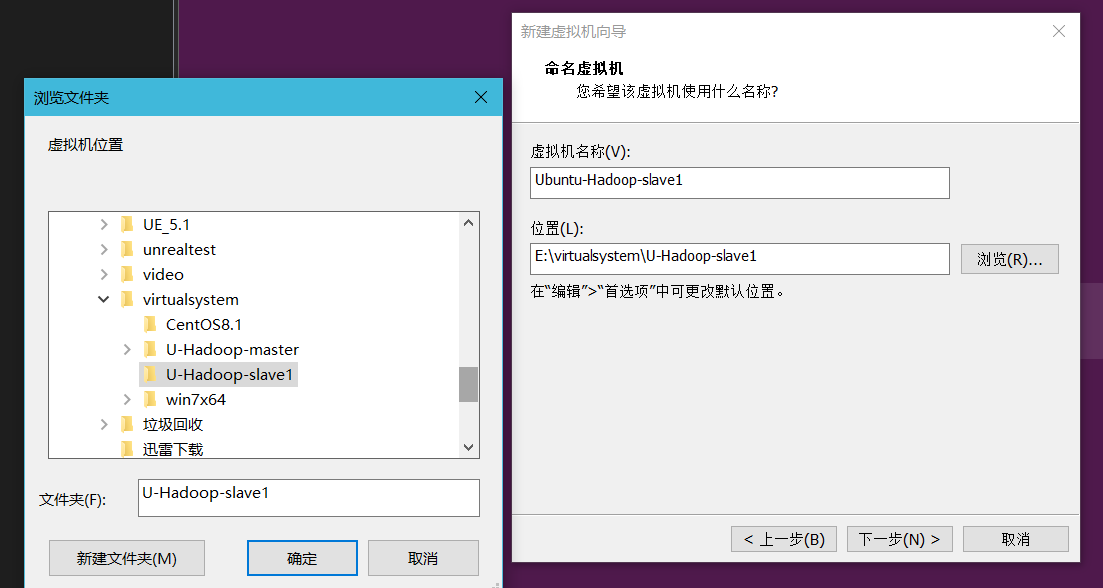 浏览文件夹
虚拟机位置
UE_5.1
unrealtest
video
virtualsystem
CentOS8.1
U-Hadoop-master
U-Hadoop-slave1
win7x64
垃圾回收
迅雷下载
文件夹(F):
U-Hadoop-slave1
新建文件夹(M)
确定
取消
新建虚拟机向导
命名虚拟机
您希望该虚拟机使用什么名称?
虚拟机名称(V):
Ubuntu-Hadoop-slave1
位置(L):
E:\virtualsystem\U-Hadoop-slave1
浏览(R)...
在“编辑”>“首选项”中可更改默认位置。
< 上一步(B)
下一步(N) >
取消